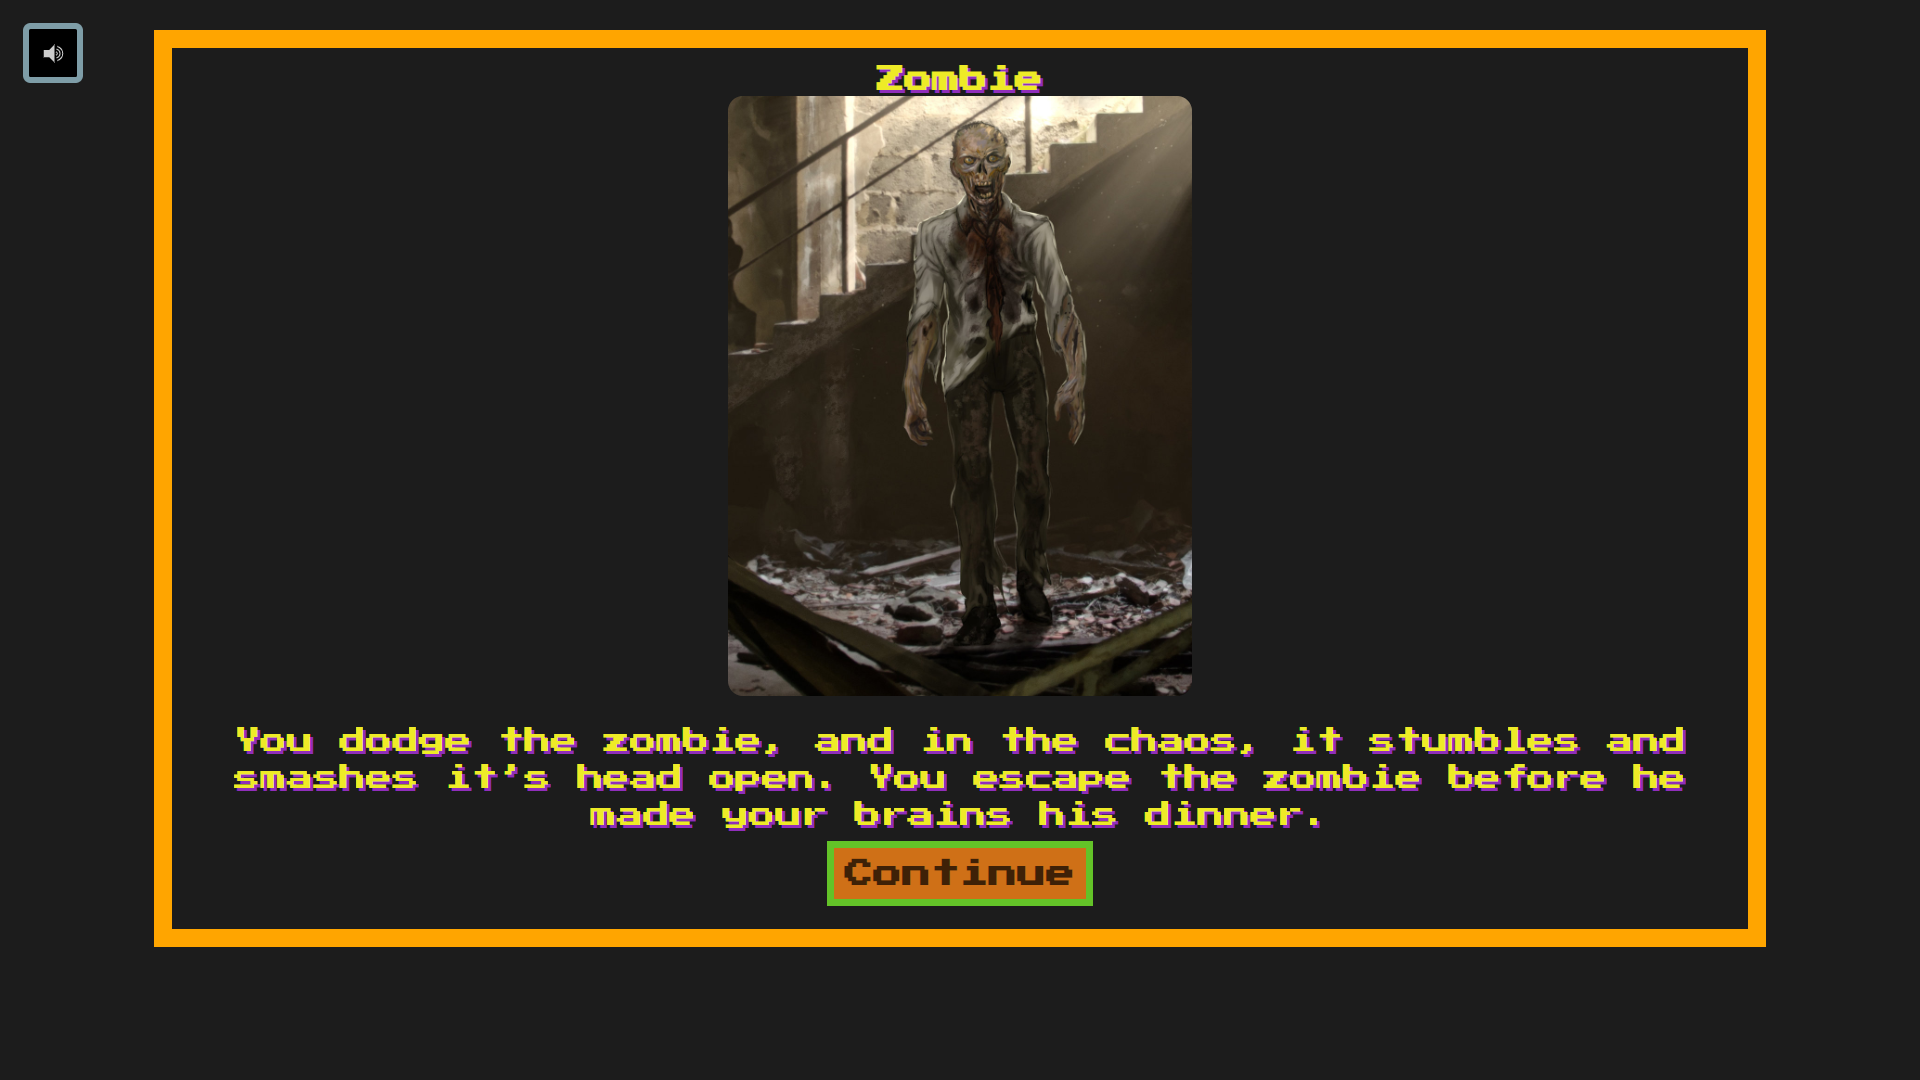 Zombie
You dodge the zombie, and in the chaos, it stumbles and
smashes it's head open. You escape the zombie before he
made your brains his dinner.
Continue